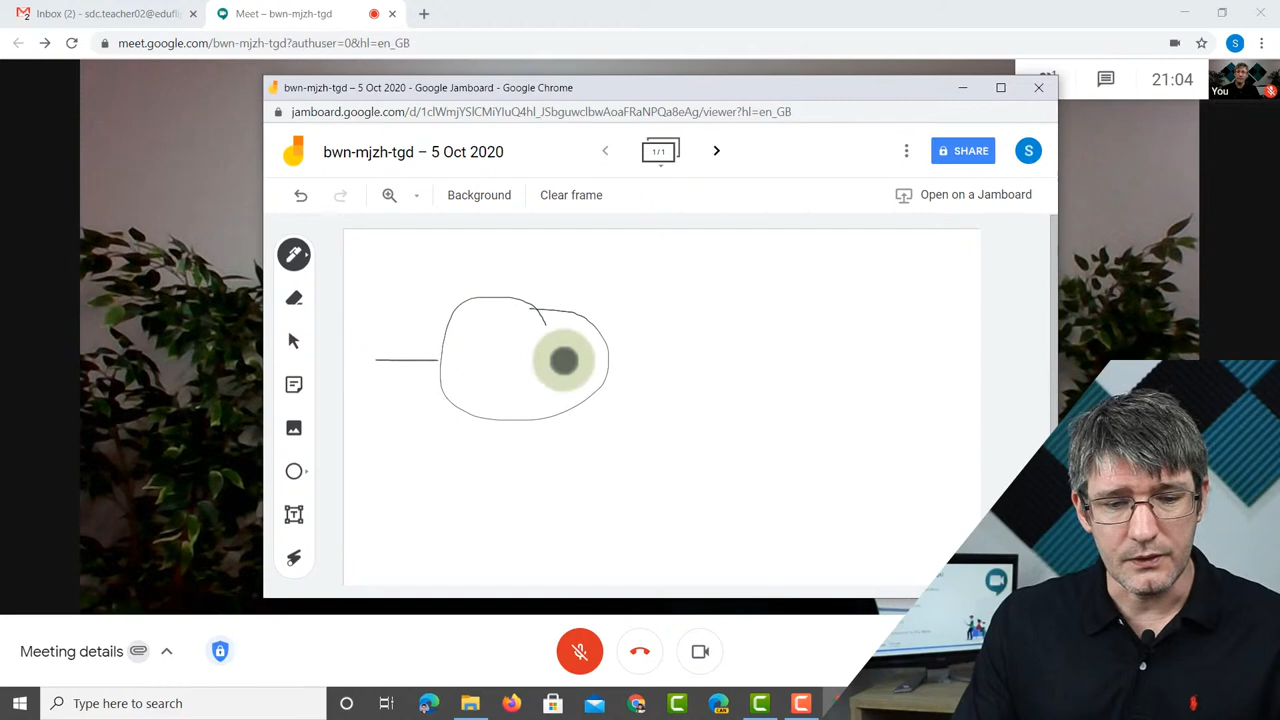 Inbox (2) - sdc.teacher02@edufli
Meet – bwn-mjzh-tgd
meet.google.com/bwn-mjzh-tgd?authuser=0&hl=en_GB
S
21:04
You
bwn-mjzh-tgd – 5 Oct 2020 - Google Jamboard - Google Chrome
jamboard.google.com/d/1clWmjYSlCMiYIuQ4hl_JSbguwclbwAoaFRaNPQa8eAg/viewer?hl=en_GB
bwn-mjzh-tgd – 5 Oct 2020
1/1
SHARE
S
Background
Clear frame
Open on a Jamboard
Meeting details
Type here to search